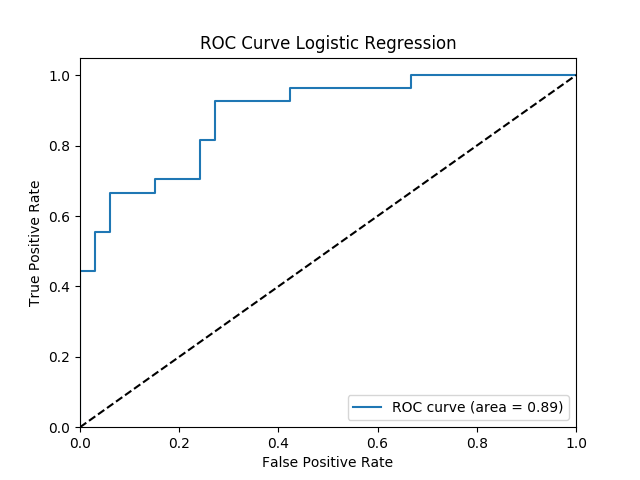 ROC Curve Logistic Regression
1.0
0.8
0.6
0.4
0.2
0.0
True Positive Rate
ROC curve (area = 0.89)
0.0 0.2 0.4 0.6 0.8 1.0
False Positive Rate